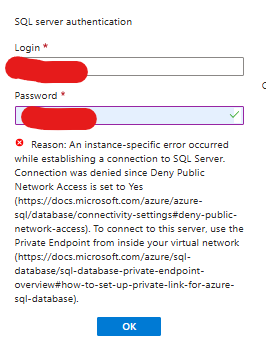 SQL server authentication
Login *
Password *
Reason: An instance-specific error occurred
while establishing a connection to SQL Server.
Connection was denied since Deny Public
Network Access is set to Yes
(https://docs.microsoft.com/azure/azure-
sql/database/connectivity-settings#deny-public-
network-access). To connect to this server, use the
Private Endpoint from inside your virtual network
(https://docs.microsoft.com/azure/sql-
database/sql-database-private-endpoint-
overview#how-to-set-up-private-link-for-azure-
sql-database).
OK